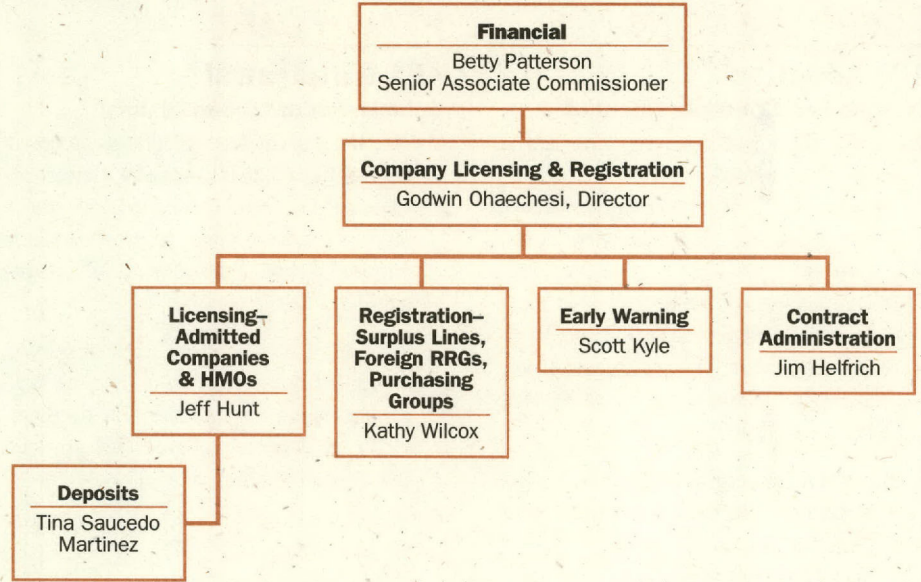 Financial
Betty Patterson
Senior Associate Commissioner
Company Licensing & Registration
Godwin Ohaechesi, Director
Licensing–
Admitted
Companies
& HMOs
Jeff Hunt
Registration–
Surplus Lines,
Foreign RRGs,
Purchasing
Groups
Kathy Wilcox
Early Warning
Scott Kyle
Contract
Administration
Jim Helfrich
Deposits
Tina Saucedo
Martinez